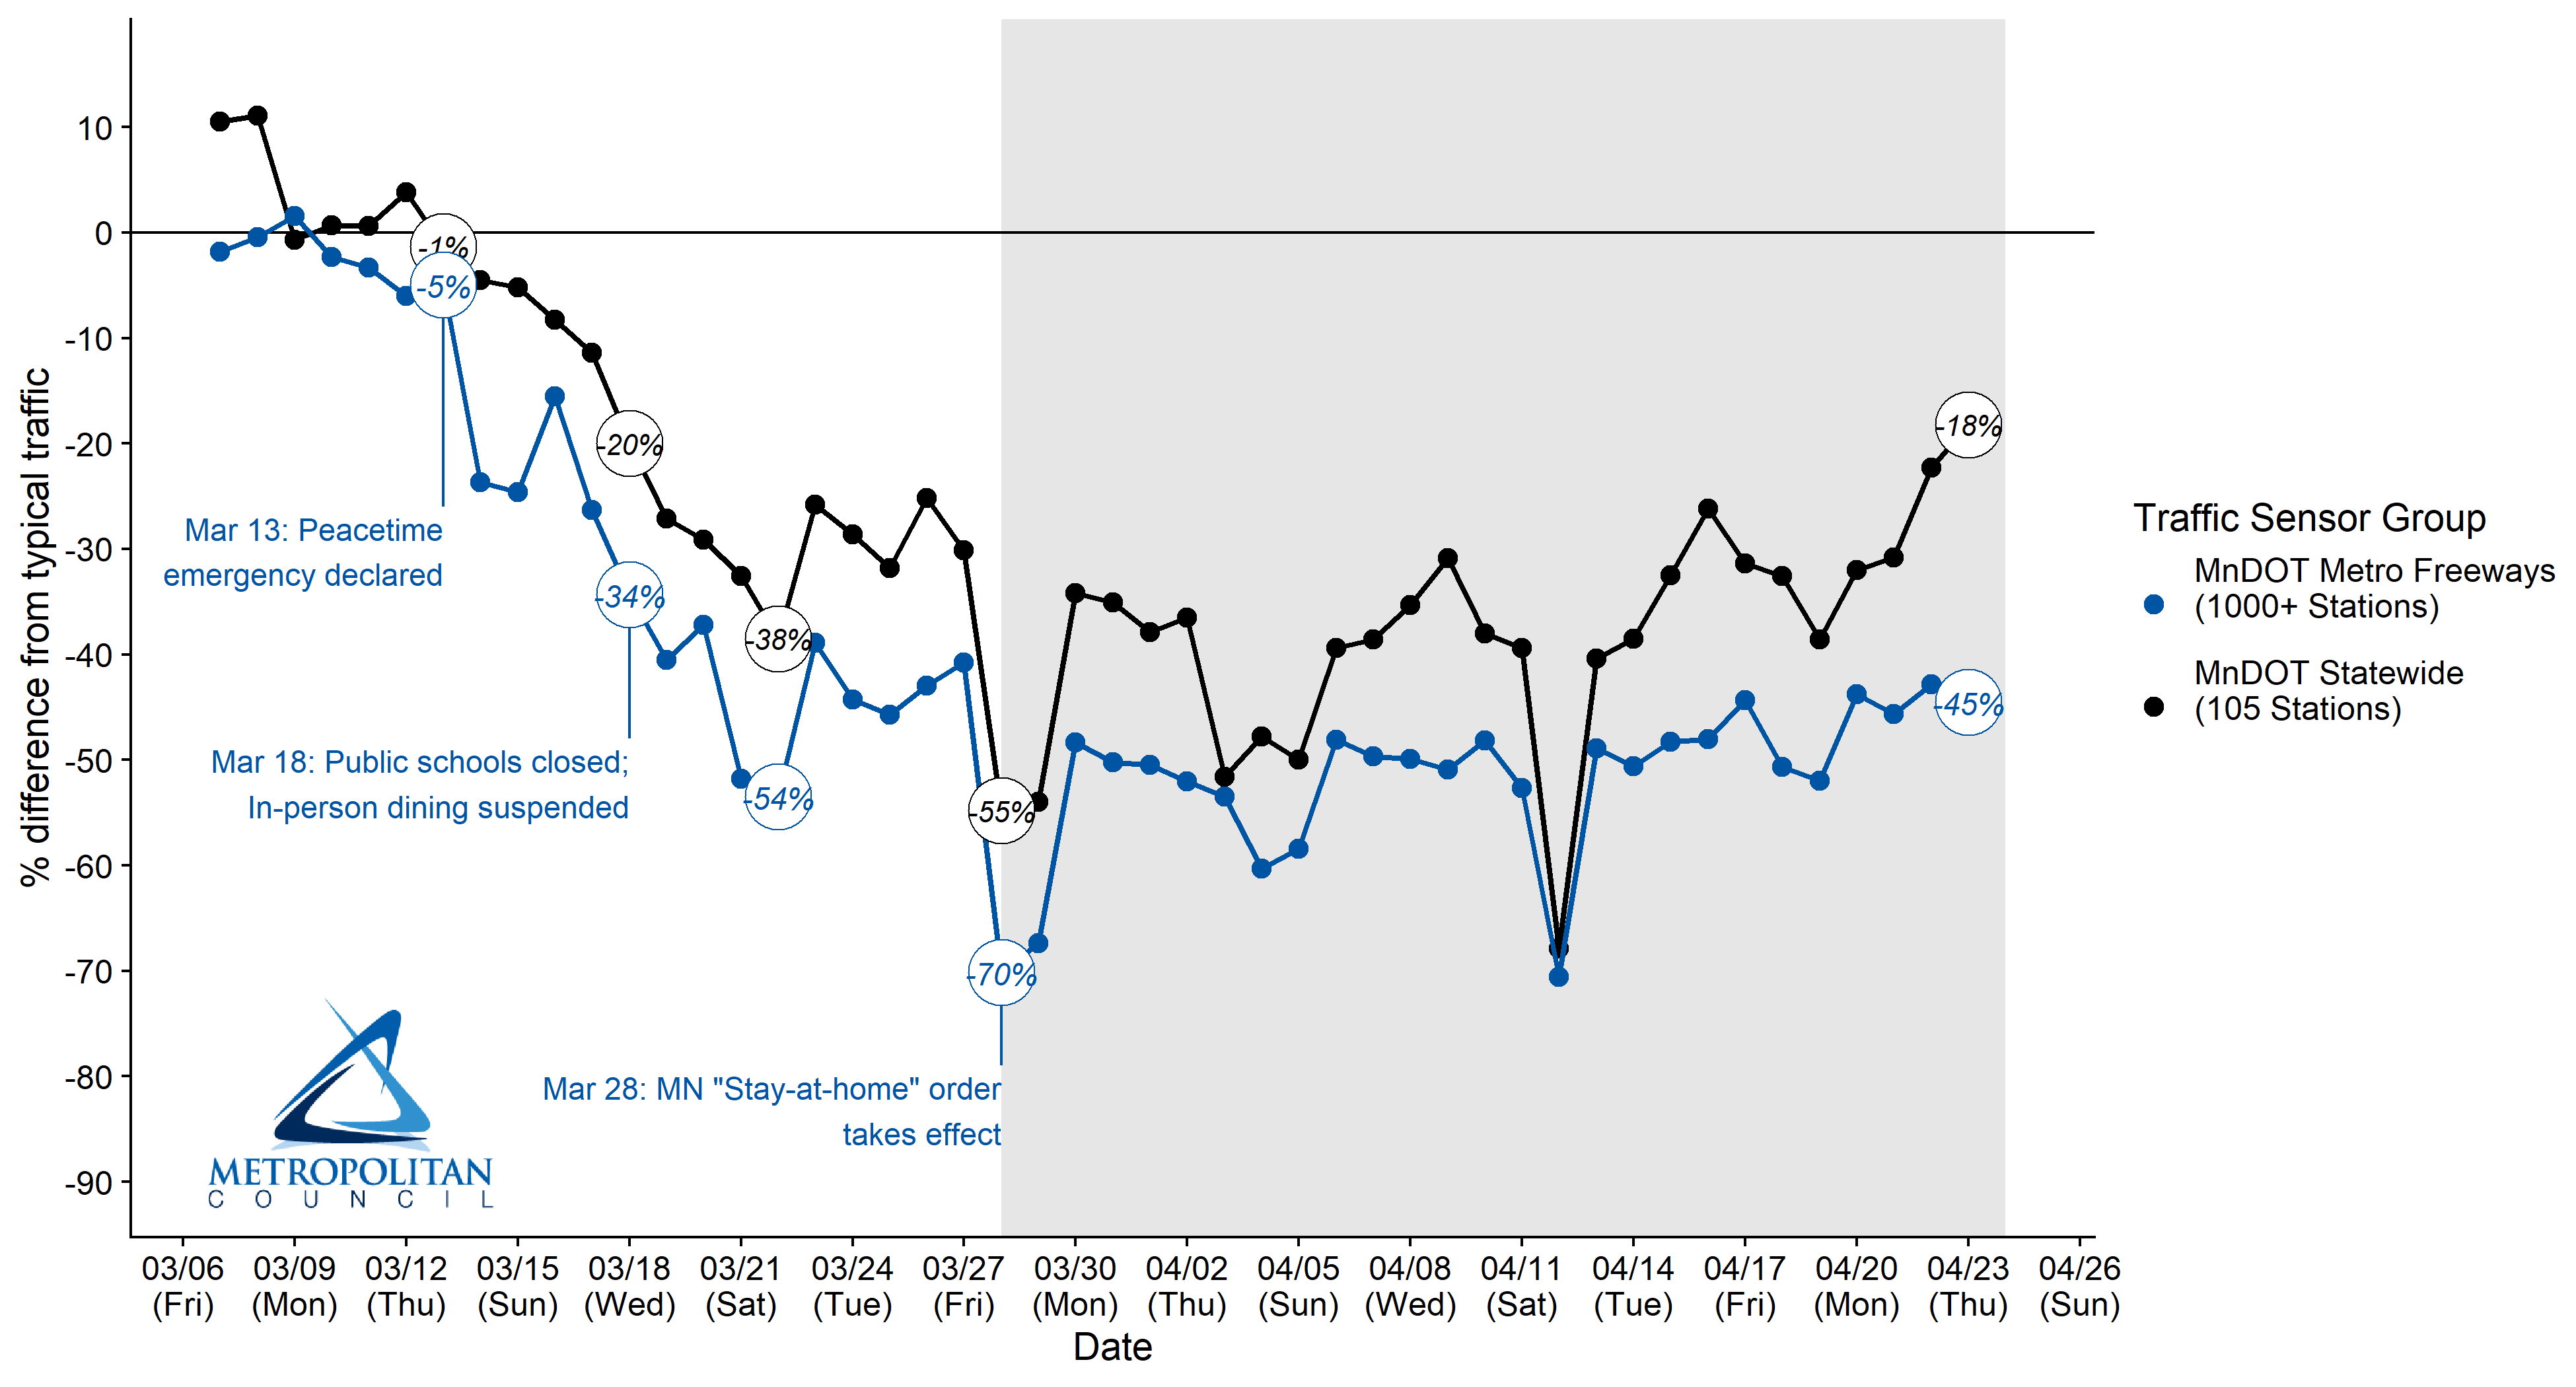 % difference from typical traffic
10
0
-10
-20
-30
-40
-50
-60
-70
-80
-90
-1%
-5%
-20%
-34%
-38%
-54%
-55%
-70%
-18%
-45%
Mar 13: Peacetime
emergency declared
Mar 18: Public schools closed;
In-person dining suspended
Mar 28: MN "Stay-at-home" order
takes effect
METROPOLITAN
COUNCIL
03/06 03/09 03/12 03/15 03/18 03/21 03/24 03/27 03/30 04/02 04/05 04/08 04/11 04/14 04/17 04/20 04/23 04/26
(Fri) (Mon) (Thu) (Sun) (Wed) (Sat) (Tue) (Fri) (Mon) (Thu) (Sun) (Wed) (Sat) (Tue) (Fri) (Mon) (Thu) (Sun)
Date
Traffic Sensor Group
MnDOT Metro Freeways
(1000+ Stations)
MnDOT Statewide
(105 Stations)